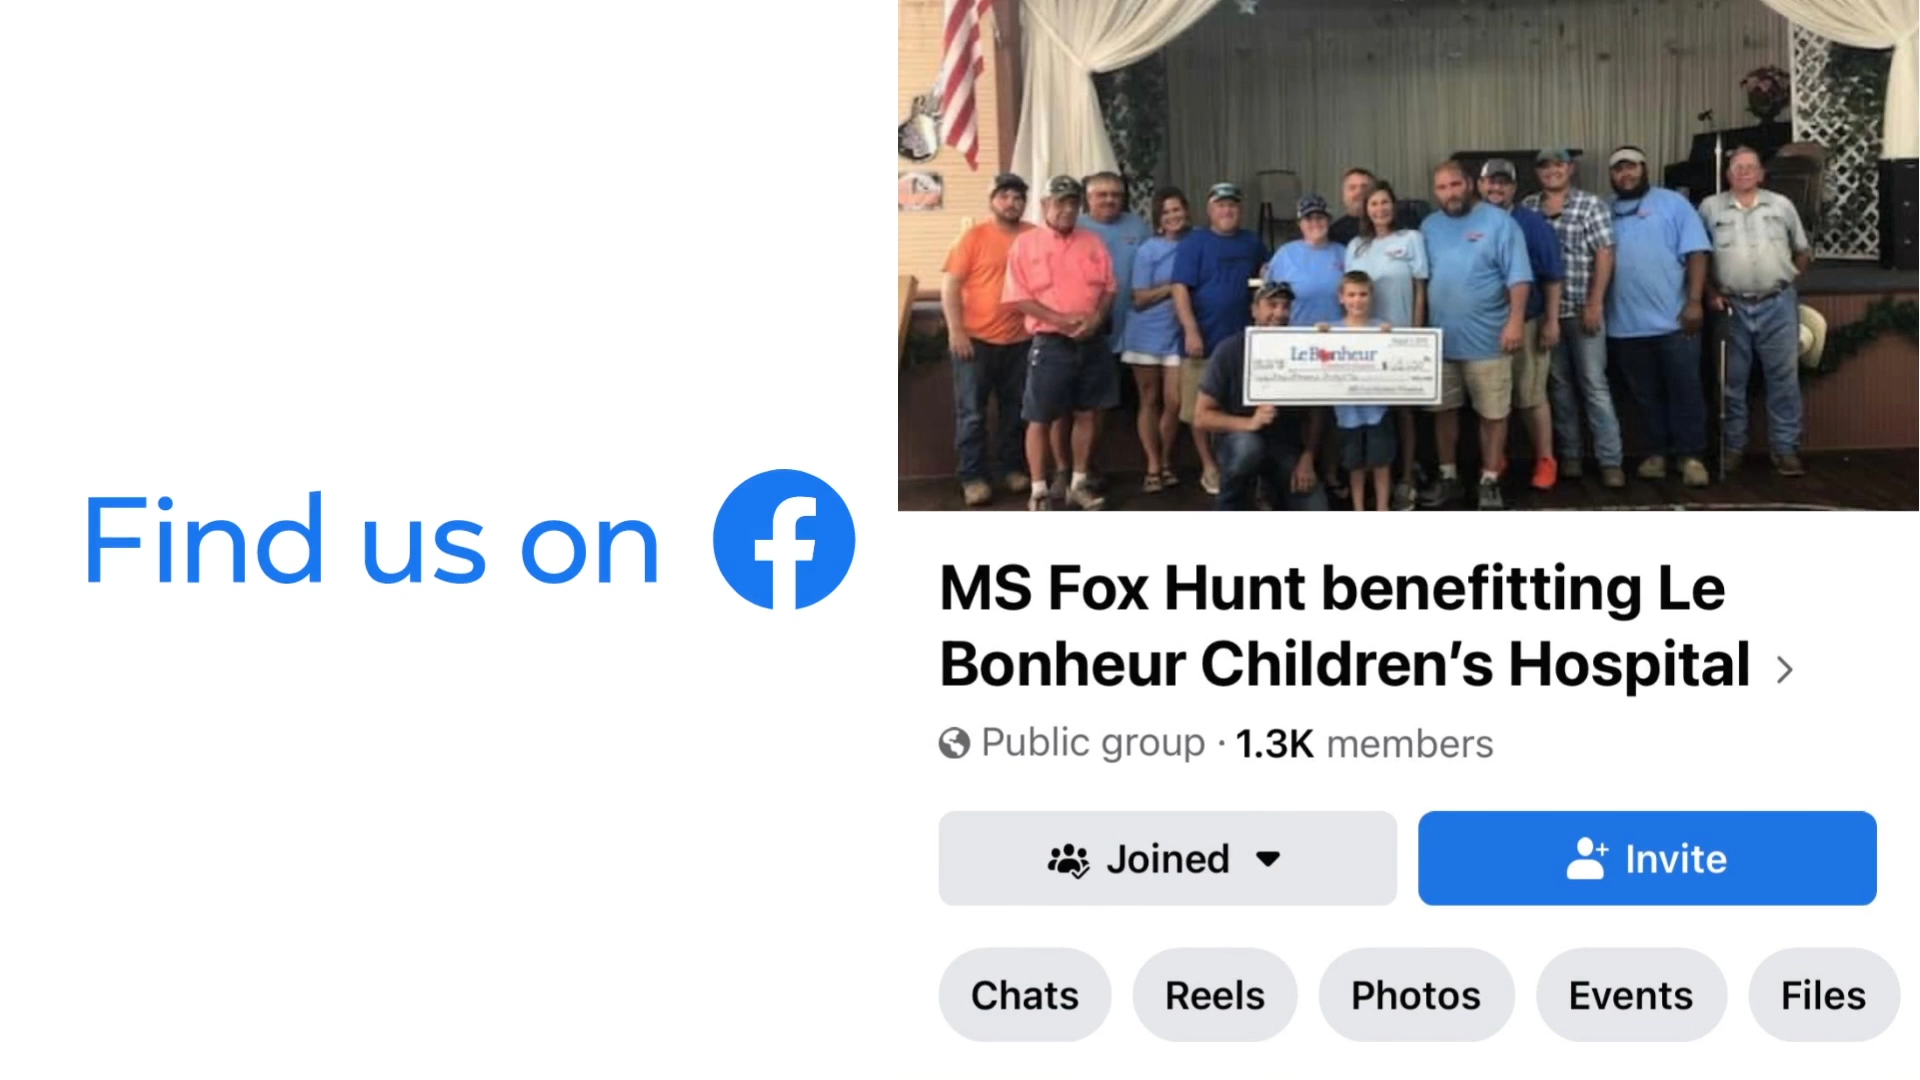 Find us on
LeBonheur
MS Fox Hunt benefitting Le
Bonheur Children’s Hospital
Public group · 1.3K members
Joined
Invite
Chats
Reels
Photos
Events
Files